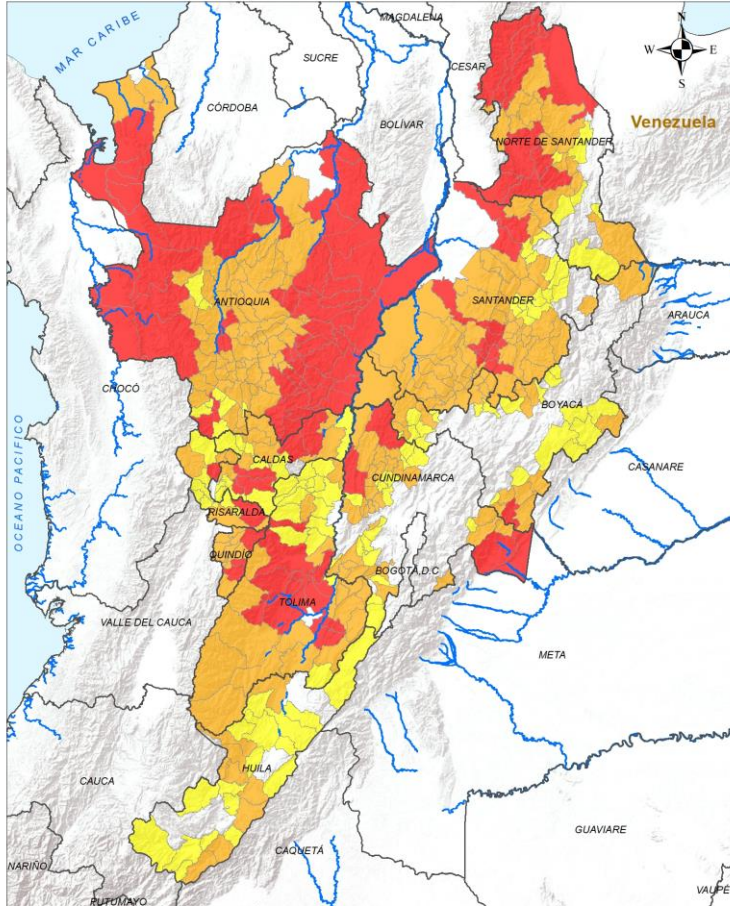 MAGDALENA
N
W E
S
MAR CARIBE
SUCRE
CESAR
CÓRDOBA
BOLÍVAR
Venezuela
NORTE DE SANTANDER
ANTIOQUIA
SANTANDER
ARAUCA
CHOCÓ
BOYACÁ
CALDAS
CASANARE
CUNDINAMARCA
OCEANO PACIFICO
RISARALDA
QUINDÍO
BOGOTÁ, D.C
TOLIMA
VALLE DEL CAUCA
META
HUILA
CAUCA
GUAVIARE
CAQUETÁ
NARIÑO
PUTUMAYO
VAUPÉ